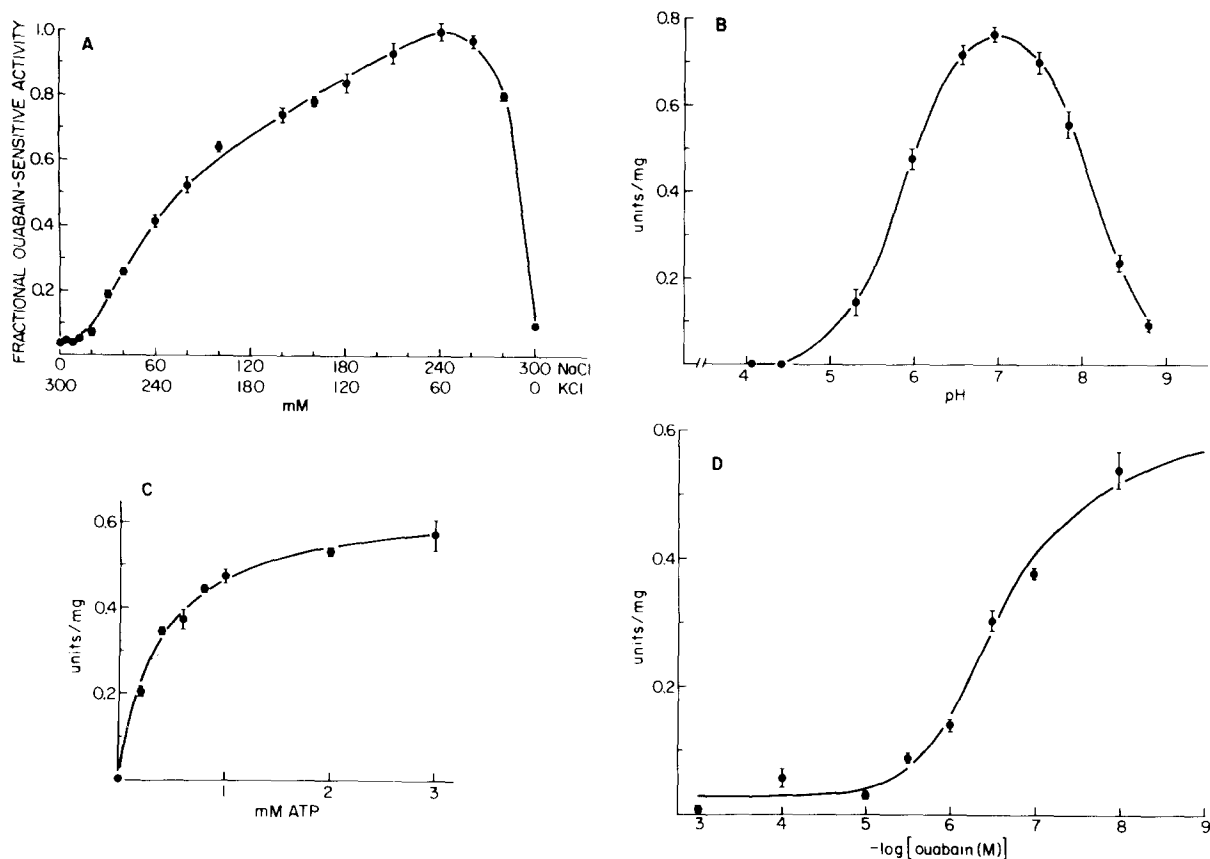 A
FRACTIONAL OUABAIN-SENSITIVE ACTIVITY
1.0
0.8
0.6
0.4
0.2
0 60 120 180 240 300 NaCl
300 240 180 120 60 0 KCl
mM
B
units/mg
0.8
0.6
0.4
0.2
4 5 6 7 8 9
pH
C
units/mg
0.6
0.4
0.2
1 2 3
mM ATP
D
units/mg
0.6
0.4
0.2
3 4 5 6 7 8 9
-log[ouabain(M)]